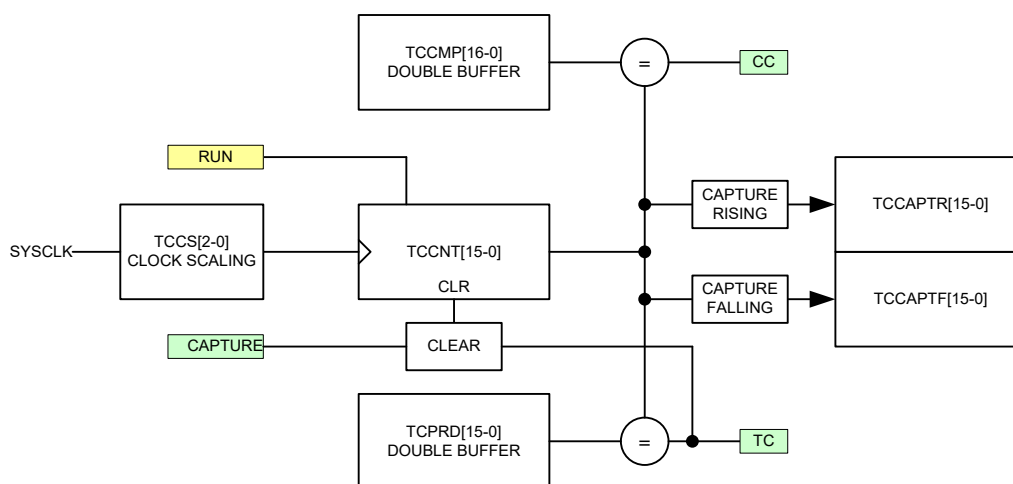 TCCMP[16-0]
DOUBLE BUFFER
=
CC
RUN
CAPTURE
RISING
TCCAPTR[15-0]
SYSCLK
TCCS[2-0]
CLOCK SCALING
TCCNT[15-0]
CLR
CAPTURE
FALLING
TCCAPTF[15-0]
CAPTURE
CLEAR
TCPRD[15-0]
DOUBLE BUFFER
=
TC